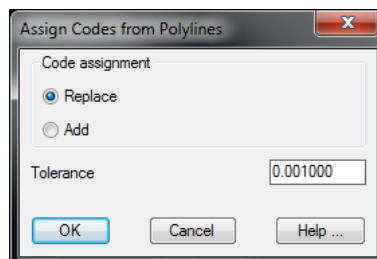 Assign Codes from Polylines
Code assignment
Replace
Add
Tolerance 0.001000
OK Cancel Help ...